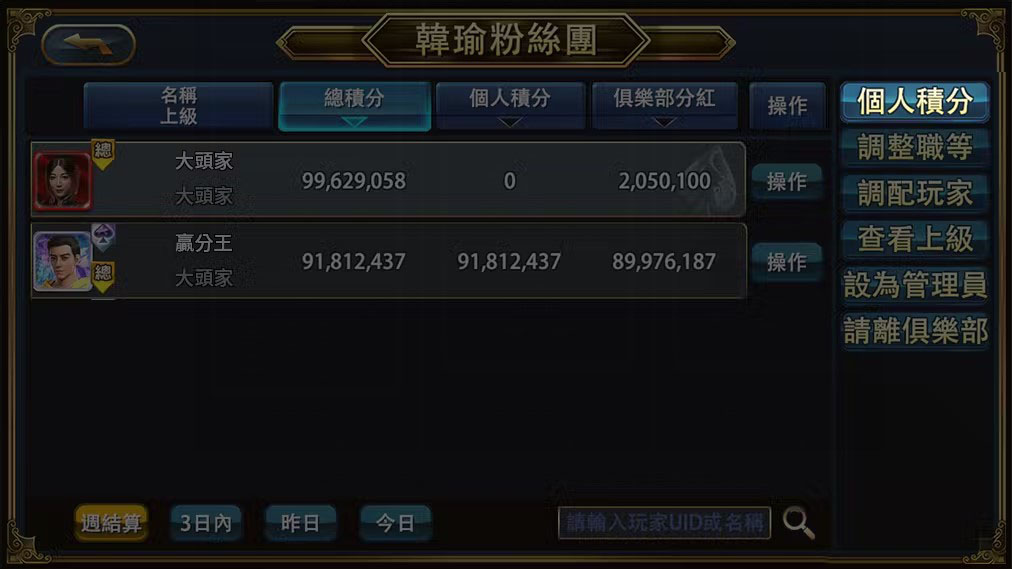 韓瑜粉絲團
名稱
上級
總積分
個人積分
俱樂部分紅
操作
總
大頭家
大頭家
99,629,058
0
2,050,100
操作
總
贏分王
大頭家
91,812,437
91,812,437
89,976,187
操作
個人積分
調整職等
調配玩家
查看上級
設為管理員
請離俱樂部
週結算
3日內
昨日
今日
請輸入玩家UID或名稱